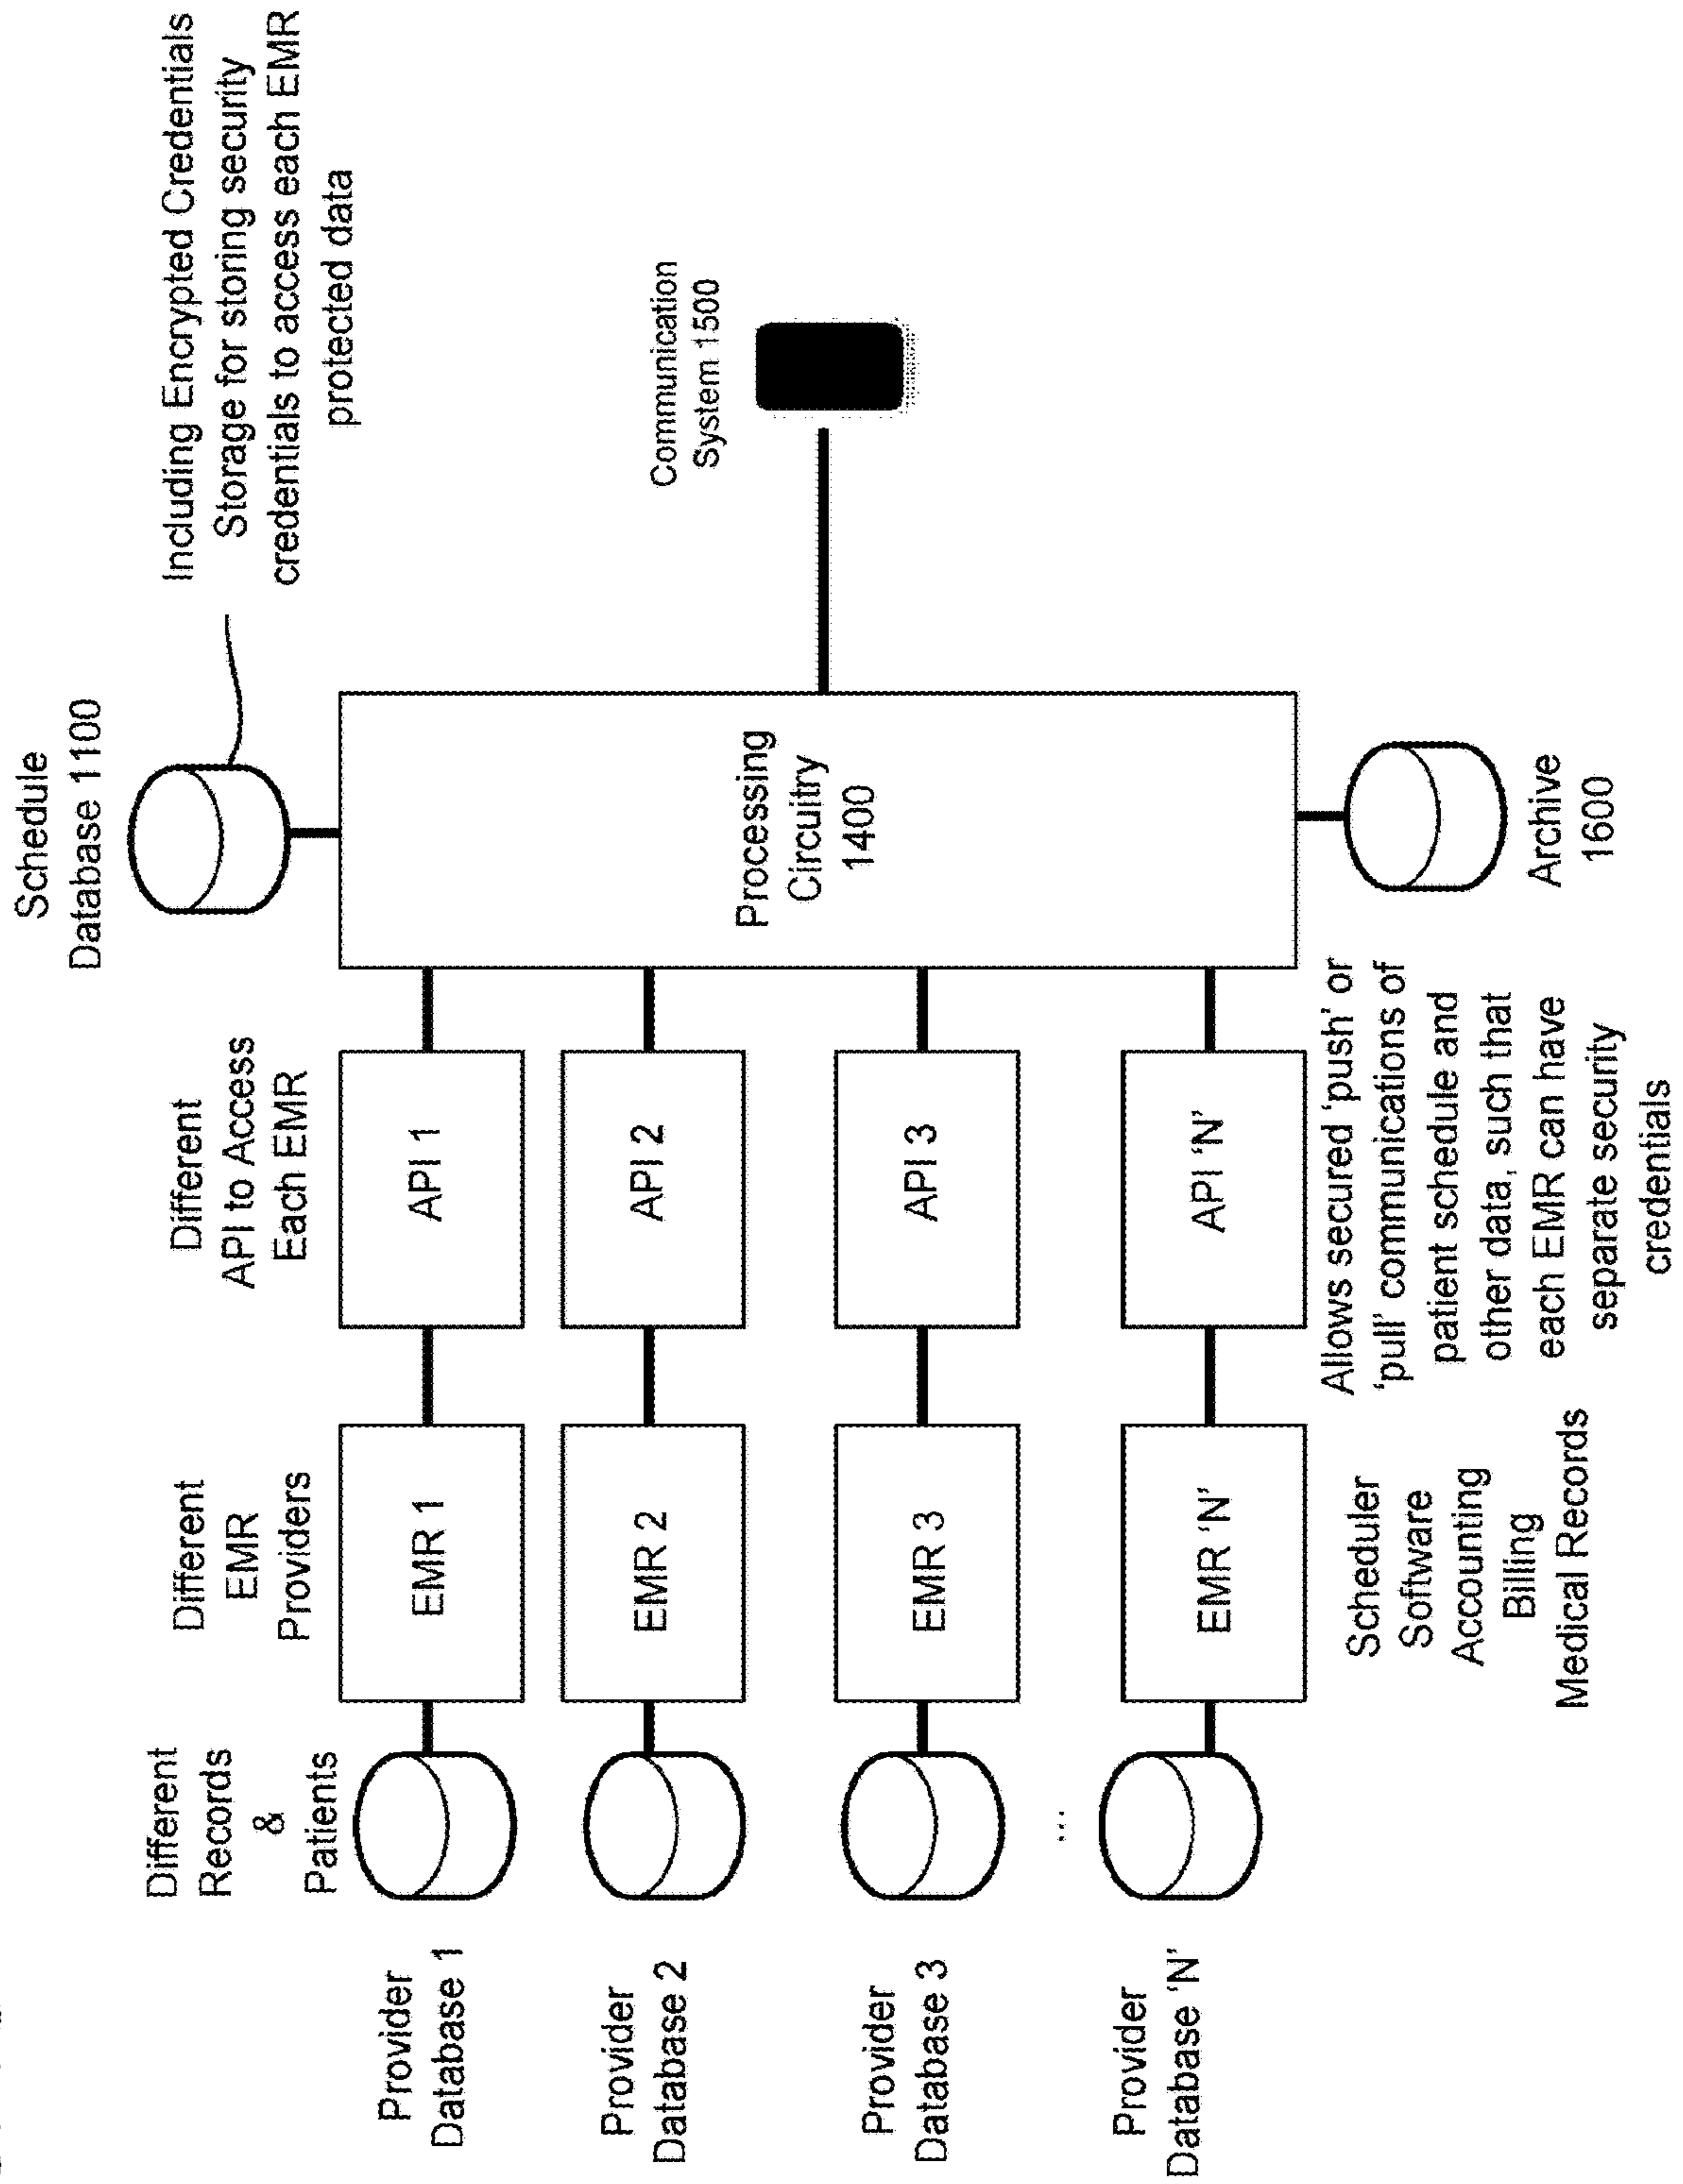 Schedule
Database 1100
Including Encrypted Credentials
Storage for storing security
credentials to access each EMR
protected data
Different
Records
&
Patients
Different
EMR
Providers
Different
API to Access
Each EMR
Communication
System 1500
Provider
Database 1
EMR 1
API 1
Provider
Database 2
EMR 2
API 2
Processing
Circuitry
1400
Provider
Database 3
EMR 3
API 3
...
Provider
Database ‘N’
EMR ‘N’
API ‘N’
Scheduler
Software
Accounting
Billing
Medical Records
Allows secured ‘push’ or
‘pull’ communications of
patient schedule and
other data, such that
each EMR can have
separate security
credentials
Archive
1600